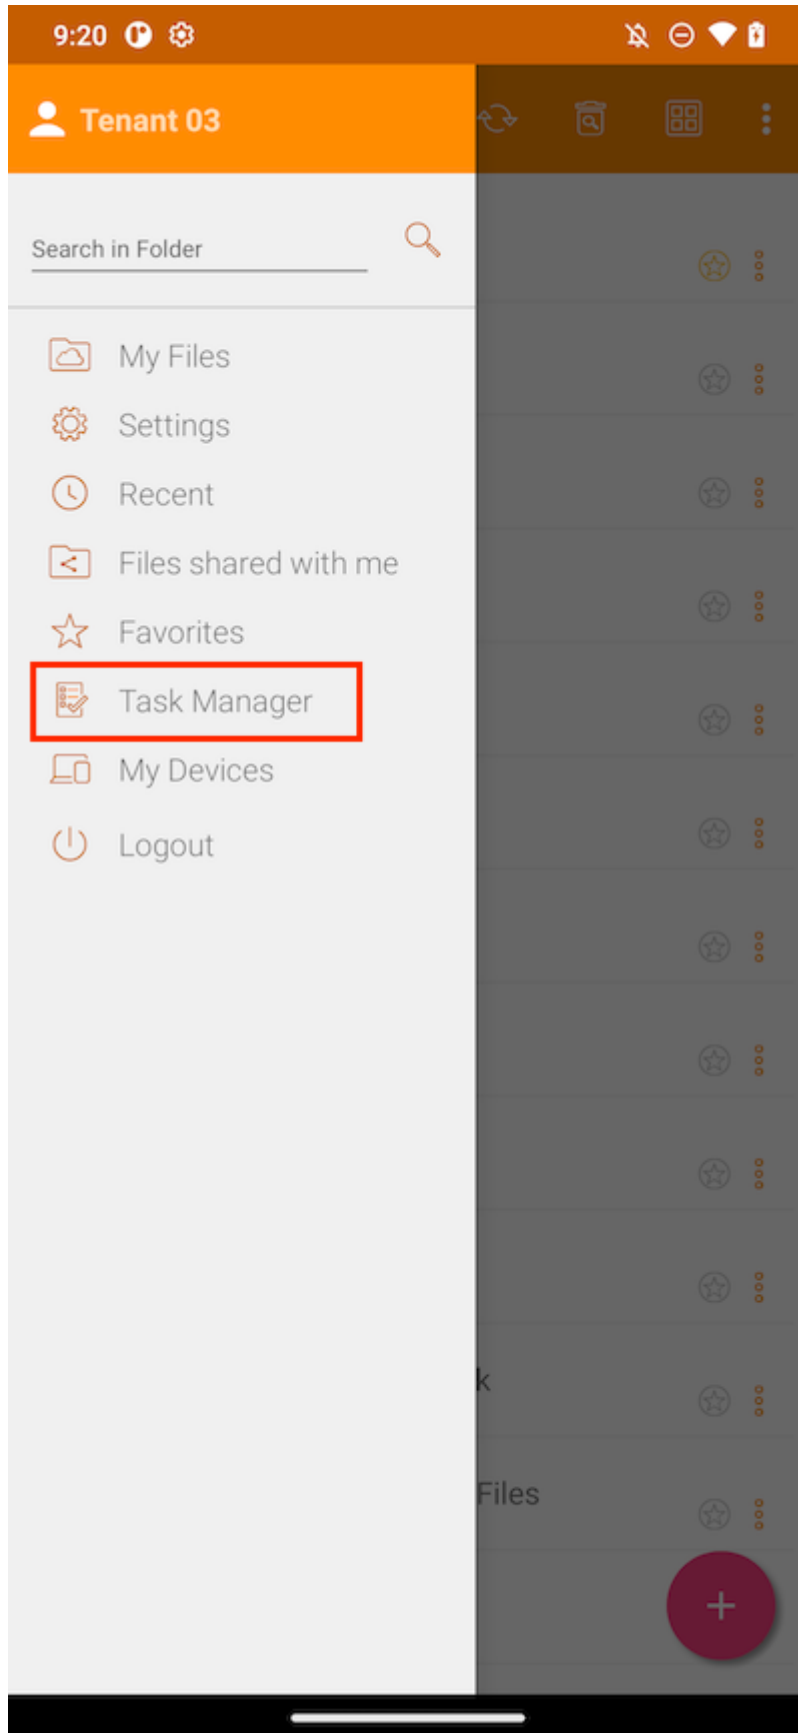 9:20
Tenant 03
Search in Folder
My Files
Settings
Recent
Files shared with me
Favorites
Task Manager
My Devices
Logout
k
Files